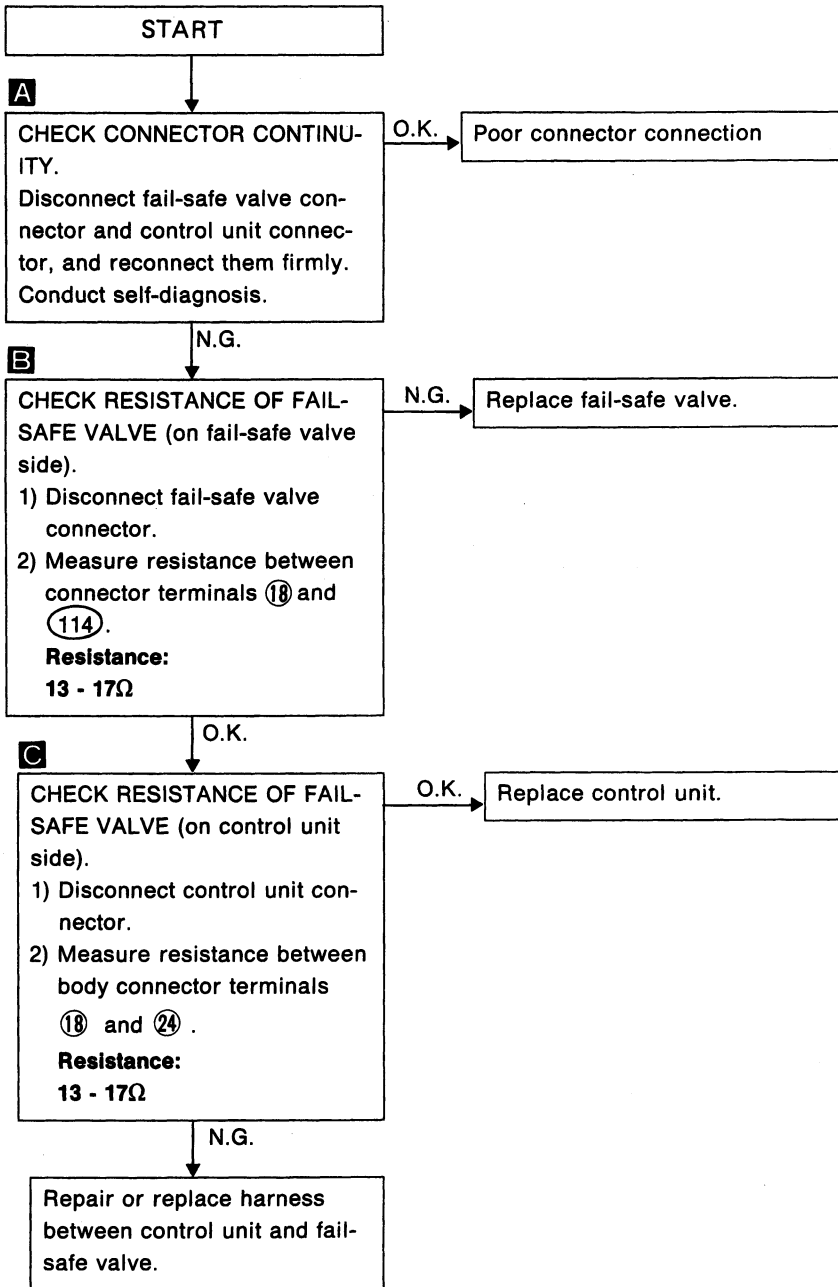 START
A
CHECK CONNECTOR CONTINU-
ITY.
Disconnect fail-safe valve con-
nector and control unit connec-
tor, and reconnect them firmly.
Conduct self-diagnosis.
O.K.
Poor connector connection
N.G.
B
CHECK RESISTANCE OF FAIL-
SAFE VALVE (on fail-safe valve
side).
1) Disconnect fail-safe valve
connector.
2) Measure resistance between
connector terminals ⑱ and
(114).
Resistance:
13 - 17Ω
N.G.
Replace fail-safe valve.
O.K.
C
CHECK RESISTANCE OF FAIL-
SAFE VALVE (on control unit
side).
1) Disconnect control unit con-
nector.
2) Measure resistance between
body connector terminals
⑱ and ㉔ .
Resistance:
13 - 17Ω
O.K.
Replace control unit.
N.G.
Repair or replace harness
between control unit and fail-
safe valve.